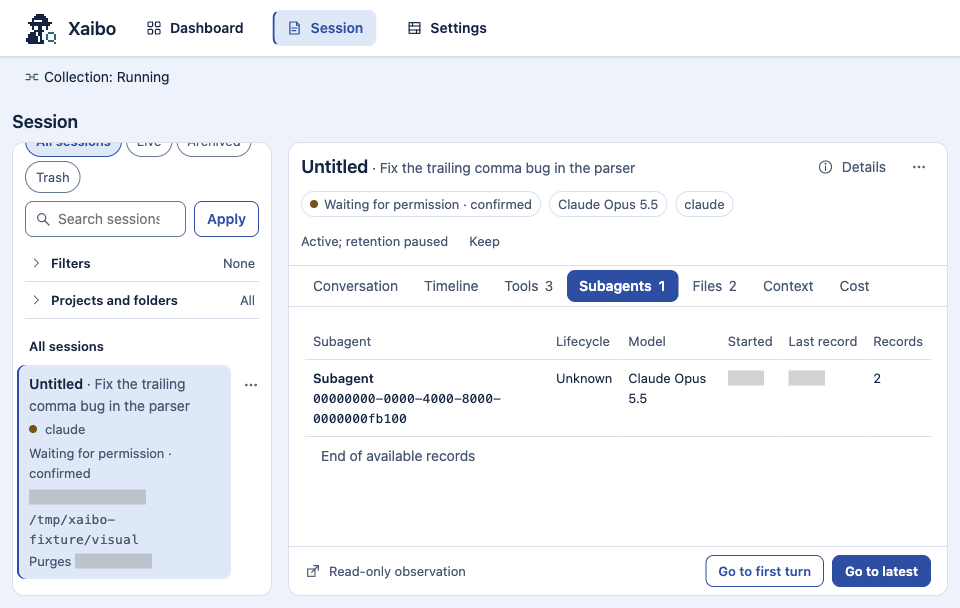 Xaibo
Dashboard
Session
Settings
Collection: Running
Session
All sessions
Live
Archived
Trash
Search sessions
Apply
Filters
None
Projects and folders
All
All sessions
Untitled · Fix the trailing
comma bug in the parser
claude
Waiting for permission ·
confirmed
/tmp/xaibo-
fixture/visual
Purges
Untitled · Fix the trailing comma bug in the parser
Details
Waiting for permission · confirmed
Claude Opus 5.5
claude
Active; retention paused
Keep
Conversation
Timeline
Tools 3
Subagents 1
Files 2
Context
Cost
Subagent
Lifecycle
Model
Started
Last record
Records
Subagent
00000000-0000-4000-8000-
0000000fb100
Unknown
Claude Opus
5.5
2
End of available records
Read-only observation
Go to first turn
Go to latest